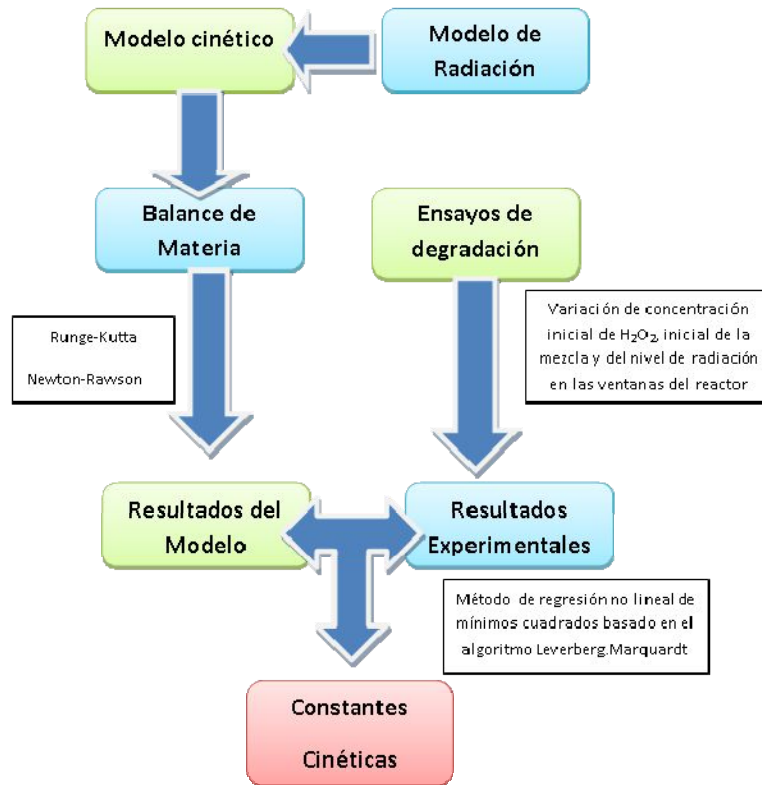 Modelo cinético
Modelo de
Radiación
Balance de
Materia
Ensayos de
degradación
Runge-Kutta
Newton-Rawson
Variación de concentración
inicial de H₂O₂, inicial de la
mezcla y del nivel de radiación
en las ventanas del reactor
Resultados del
Modelo
Resultados
Experimentales
Método de regresión no lineal de
mínimos cuadrados basado en el
algoritmo Leverberg.Marquardt
Constantes
Cinéticas